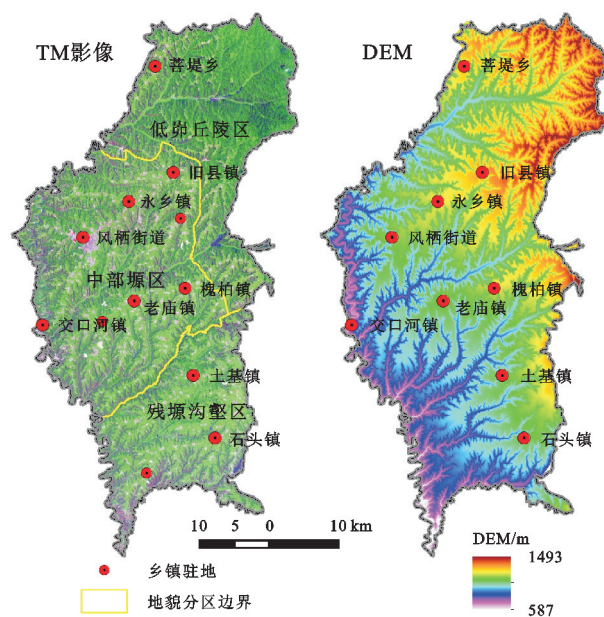 TM影像
DEM
菩堤乡
低峁丘陵区
旧县镇
永乡镇
风栖街道
中部塬区
槐柏镇
老庙镇
交口河镇
土基镇
残塬沟壑区
石头镇
菩堤乡
旧县镇
永乡镇
风栖街道
槐柏镇
老庙镇
交口河镇
土基镇
石头镇
10 5 0 10 km
乡镇驻地
地貌分区边界
DEM/m
1493
587